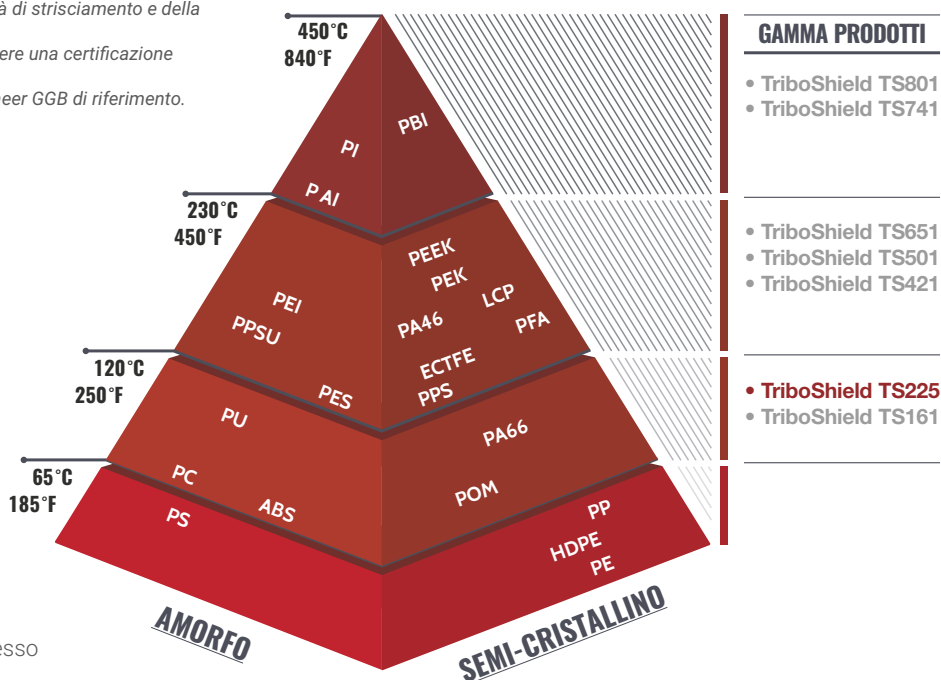 à di strisciamento e della
ere una certificazione
neer GGB di riferimento.
450°C
840°F
GAMMA PRODOTTI
• TriboShield TS801
• TriboShield TS741
PBI
PI
P AI
230°C
450°F
• TriboShield TS651
• TriboShield TS501
• TriboShield TS421
PEEK
PEK
LCP
PEI
PA46
PFA
PPSU
ECTFE
PPS
PES
120°C
250°F
• TriboShield TS225
• TriboShield TS161
PU
PA66
PC
POM
ABS
65°C
185°F
PS
PP
HDPE
PE
AMORFO
SEMI-CRISTALLINO
esso